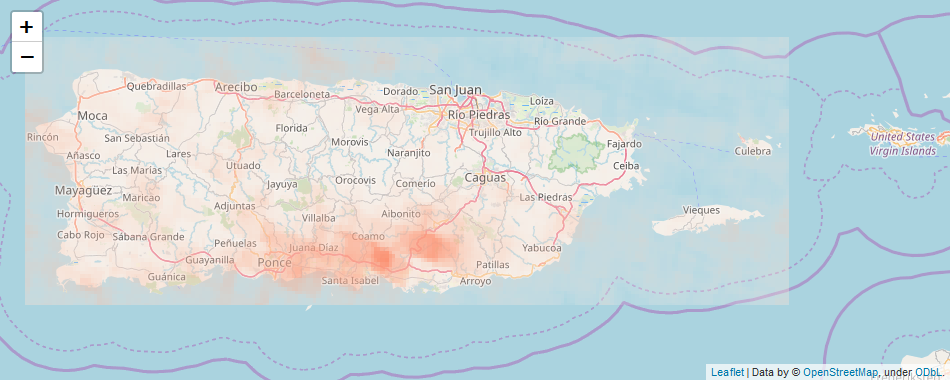 +
−
Quebradillas
Arecibo
Barceloneta
Dorado
San Juan
Vega Alta
Loiza
Moca
Río Piedras
Río Grande
Rincón
San Sebastián
Florida
Morovis
Trujillo Alto
Fajardo
United States
Virgin Islands
Añasco
Lares
Naranjito
Culebra
Las Marías
Utuado
Ceiba
Mayagüez
Maricao
Jayuya
Orocovis
Comerio
Caguas
Las Piedras
Hormigueros
Adjuntas
Villalba
Aibonito
Vieques
Cabo Rojo
Sábana Grande
Peñuelas
Juana Díaz
Coamo
Yabucoa
Guayanilla
Ponce
Patillas
Guánica
Santa Isabel
Arroyo
Leaflet | Data by © OpenStreetMap, under ODbL.